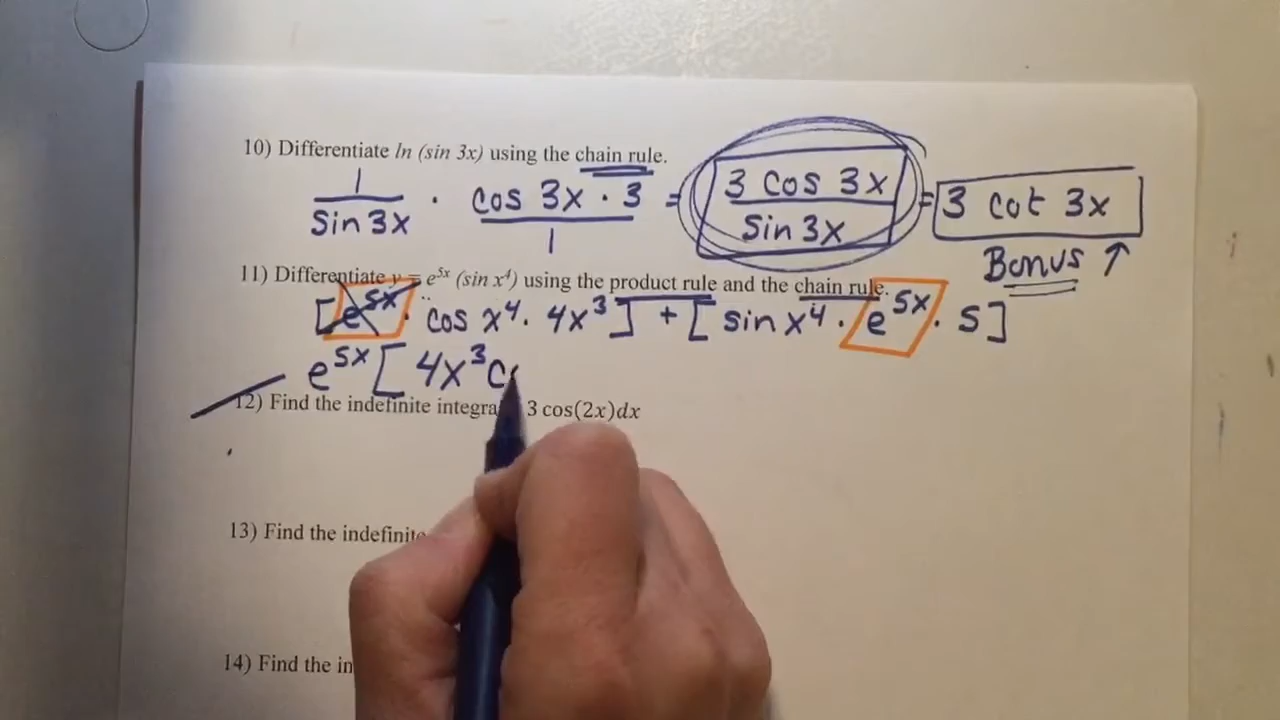 10) Differentiate ln (sin 3x) using the chain rule.
1/sin 3x · cos 3x · 3/1 = 3 cos 3x/sin 3x = 3 cot 3x
Bonus ↑
11) Differentiate y = e^5x (sin x^4) using the product rule and the chain rule.
[e^5x · cos x^4 · 4x^3] + [sin x^4 · e^5x · 5]
e^5x [4x^3 c
12) Find the indefinite 3 cos(2x)dx
13) Find the
14) Find the